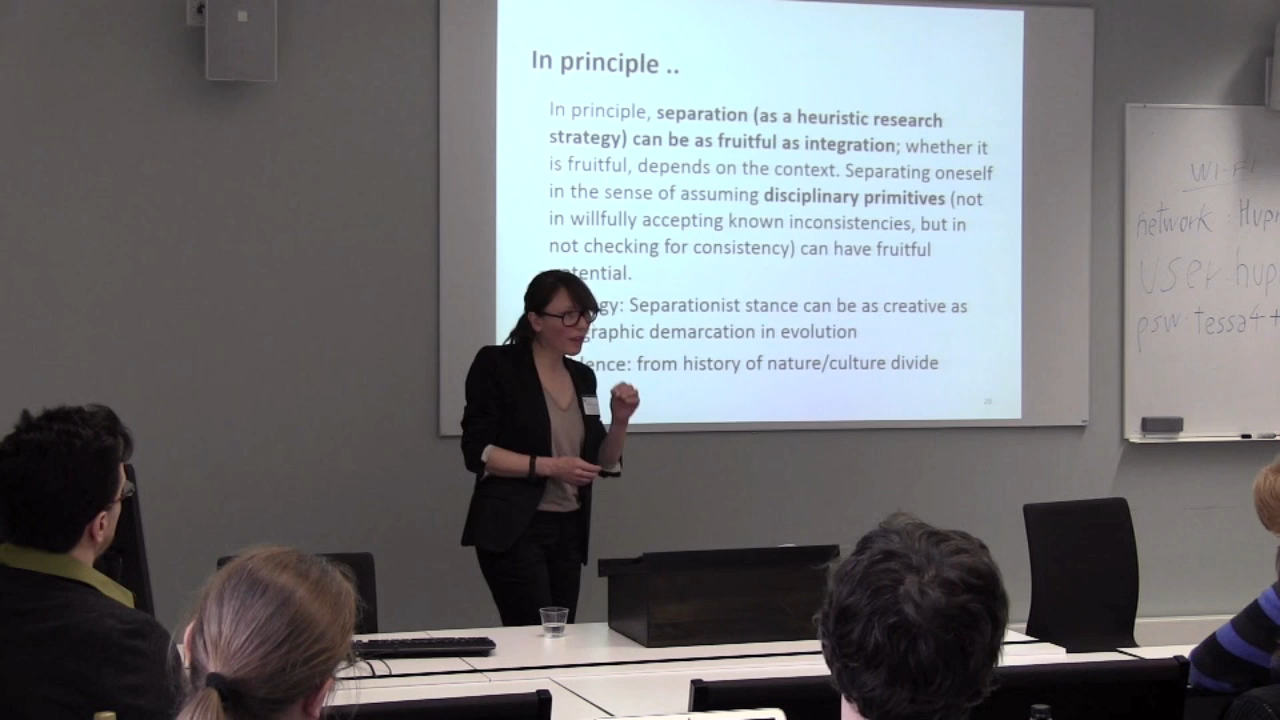 In principle ..
In principle, separation (as a heuristic research
strategy) can be as fruitful as integration; whether it
is fruitful, depends on the context. Separating oneself
in the sense of assuming disciplinary primitives (not
in willfully accepting known inconsistencies, but in
not checking for consistency) can have fruitful
potential.
gy: Separationist stance can be as creative as
graphic demarcation in evolution
ence: from history of nature/culture divide
20
WI-FI
network: Hupr
user hup
psw tessa4+